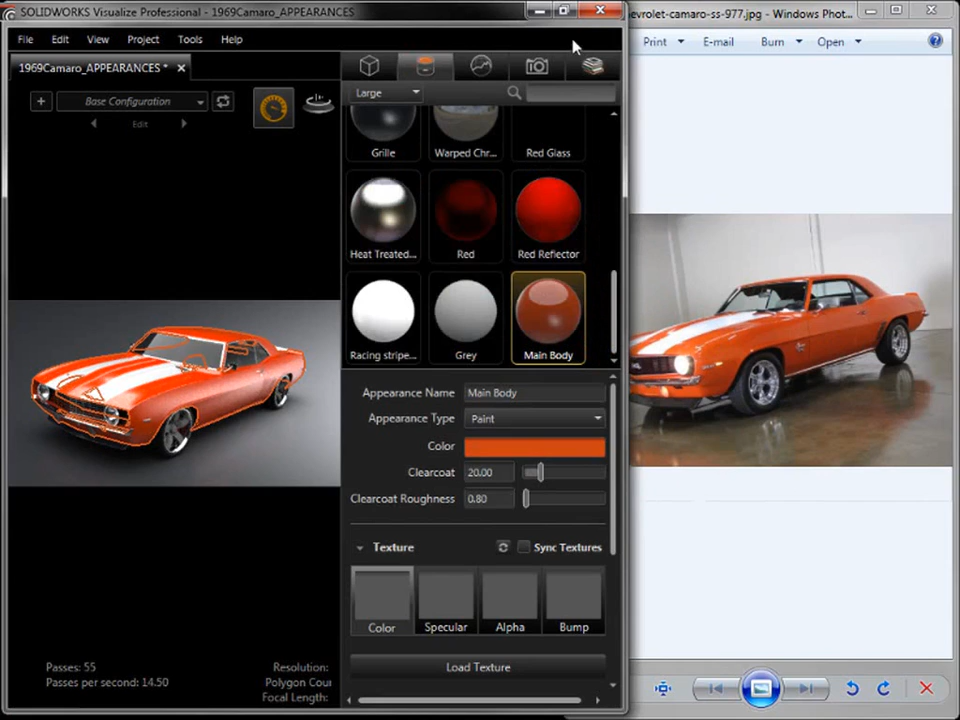 SOLIDWORKS Visualize Professional - 1969Camaro_APPEARANCES
evrolet-camaro-ss-977.jpg - Windows Phot...
File Edit View Project Tools Help
Print E-mail Burn Open
1969Camaro_APPEARANCES *
Base Configuration
Edit
Large
Grille Warped Chr... Red Glass
Heat Treated... Red Red Reflector
Racing stripe... Grey Main Body
Appearance Name Main Body
Appearance Type Paint
Color
Clearcoat 20.00
Clearcoat Roughness 0.80
Texture Sync Textures
Color Specular Alpha Bump
Load Texture
Passes: 55
Passes per second: 14.50
Resolution:
Polygon Cour
Focal Length: